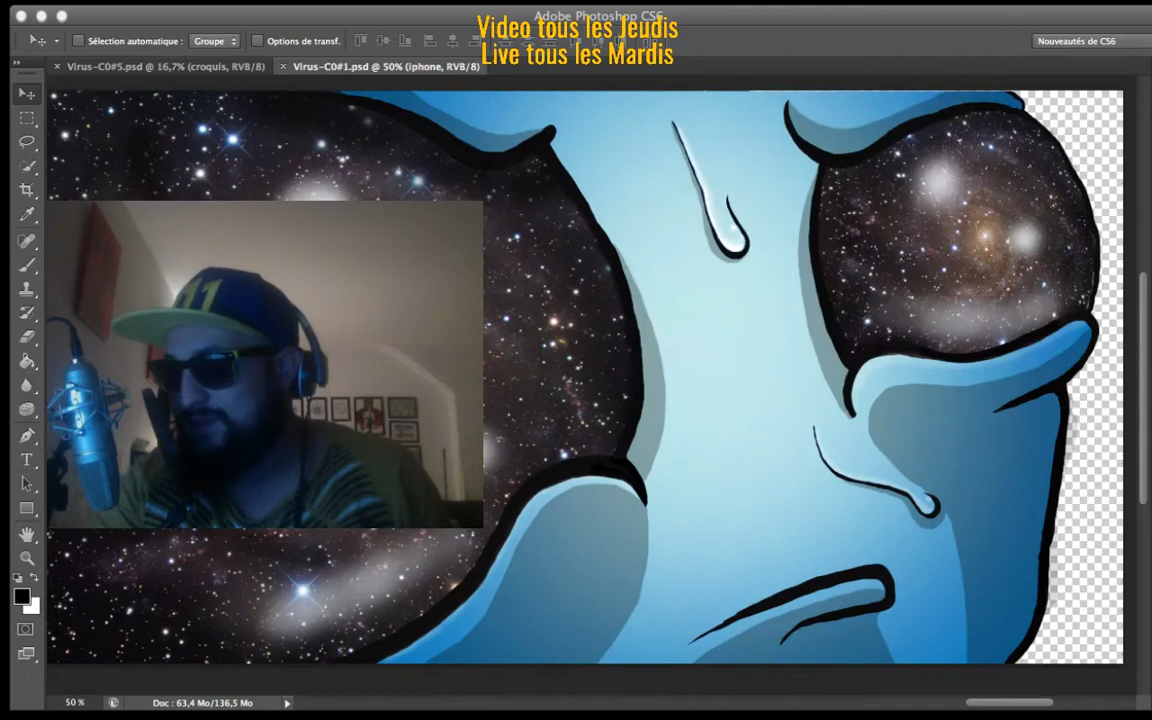 Adobe Photoshop CS6
Video tous les Jeudis
Live tous les Mardis
Sélection automatique :
Groupe
Options de transf.
Nouveautés de CS6
Virus-C0#5.psd @ 16,7% (croquis, RVB/8)
Virus-C0#1.psd @ 50% (iphone, RVB/8)
11
50 %
Doc : 63,4 Mo/136,5 Mo